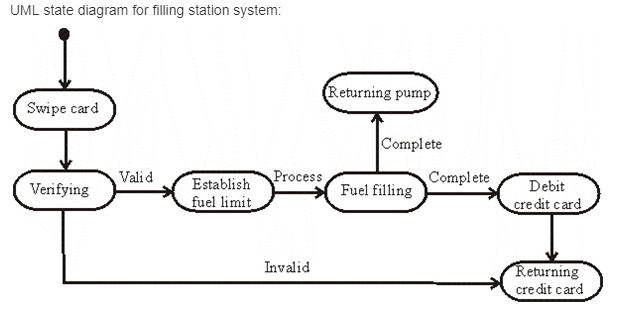 UML state diagram for filling station system:
Swipe card
Returning pump
Complete
Verifying
Valid
Establish
fuel limit
Process
Fuel filling
Complete
Debit
credit card
Invalid
Returning
credit card